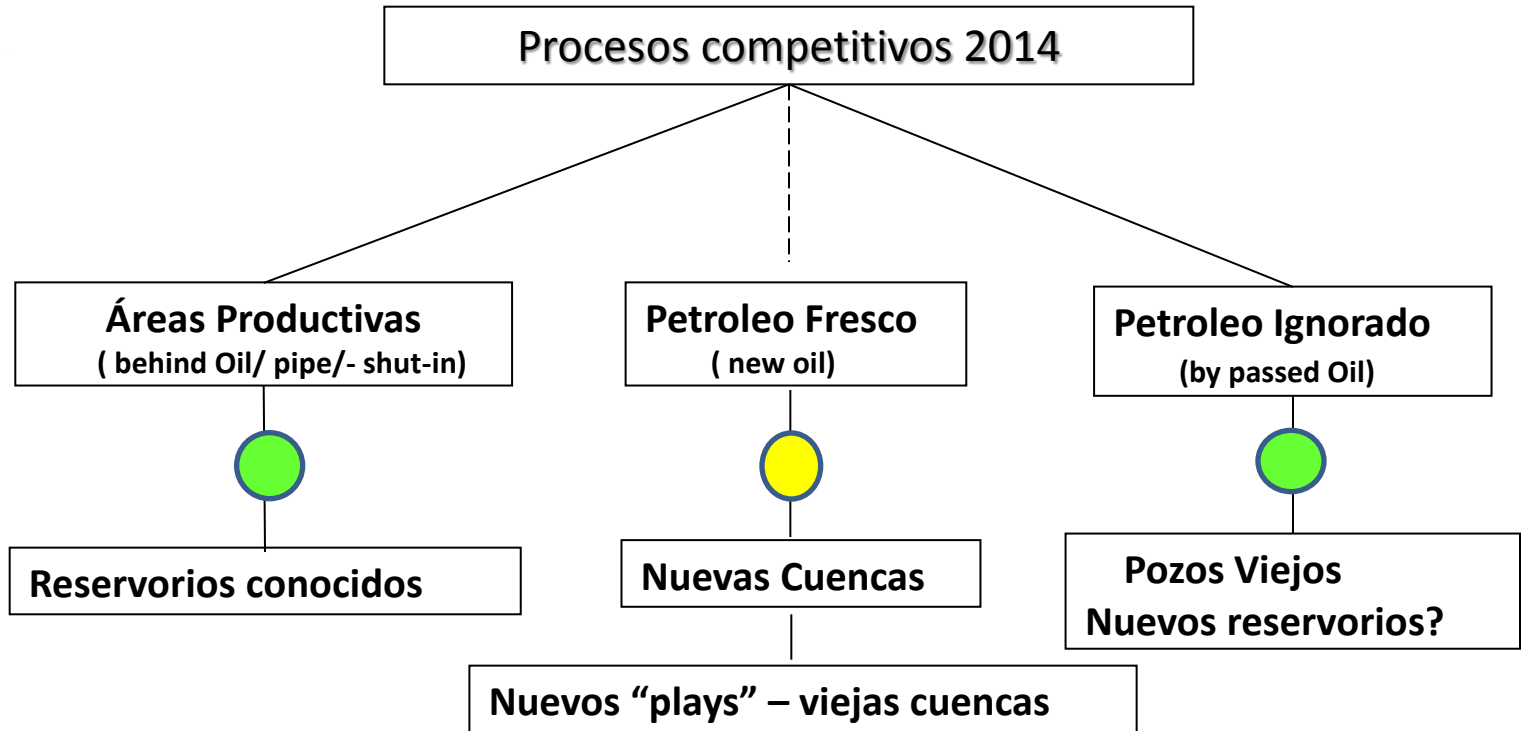 Procesos competitivos 2014
Áreas Productivas
( behind Oil/ pipe/- shut-in)
Petroleo Fresco
( new oil)
Petroleo Ignorado
(by passed Oil)
Reservorios conocidos
Nuevas Cuencas
Pozos Viejos
Nuevos reservorios?
Nuevos “plays” – viejas cuencas